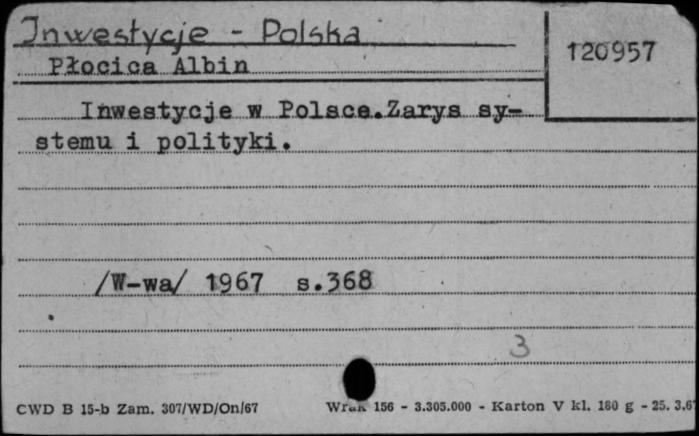 Inwestycje - Polska
120957
Płocica Albin
Inwestycje w Polsce.Zarys sy-
stemu i polityki.
/W-wa/ 1967 s.368
3
CWD B 15-b Zam. 307/WD/On/67
156 - 3.305.000 - Karton V kl. 180 g - 25. 3.6